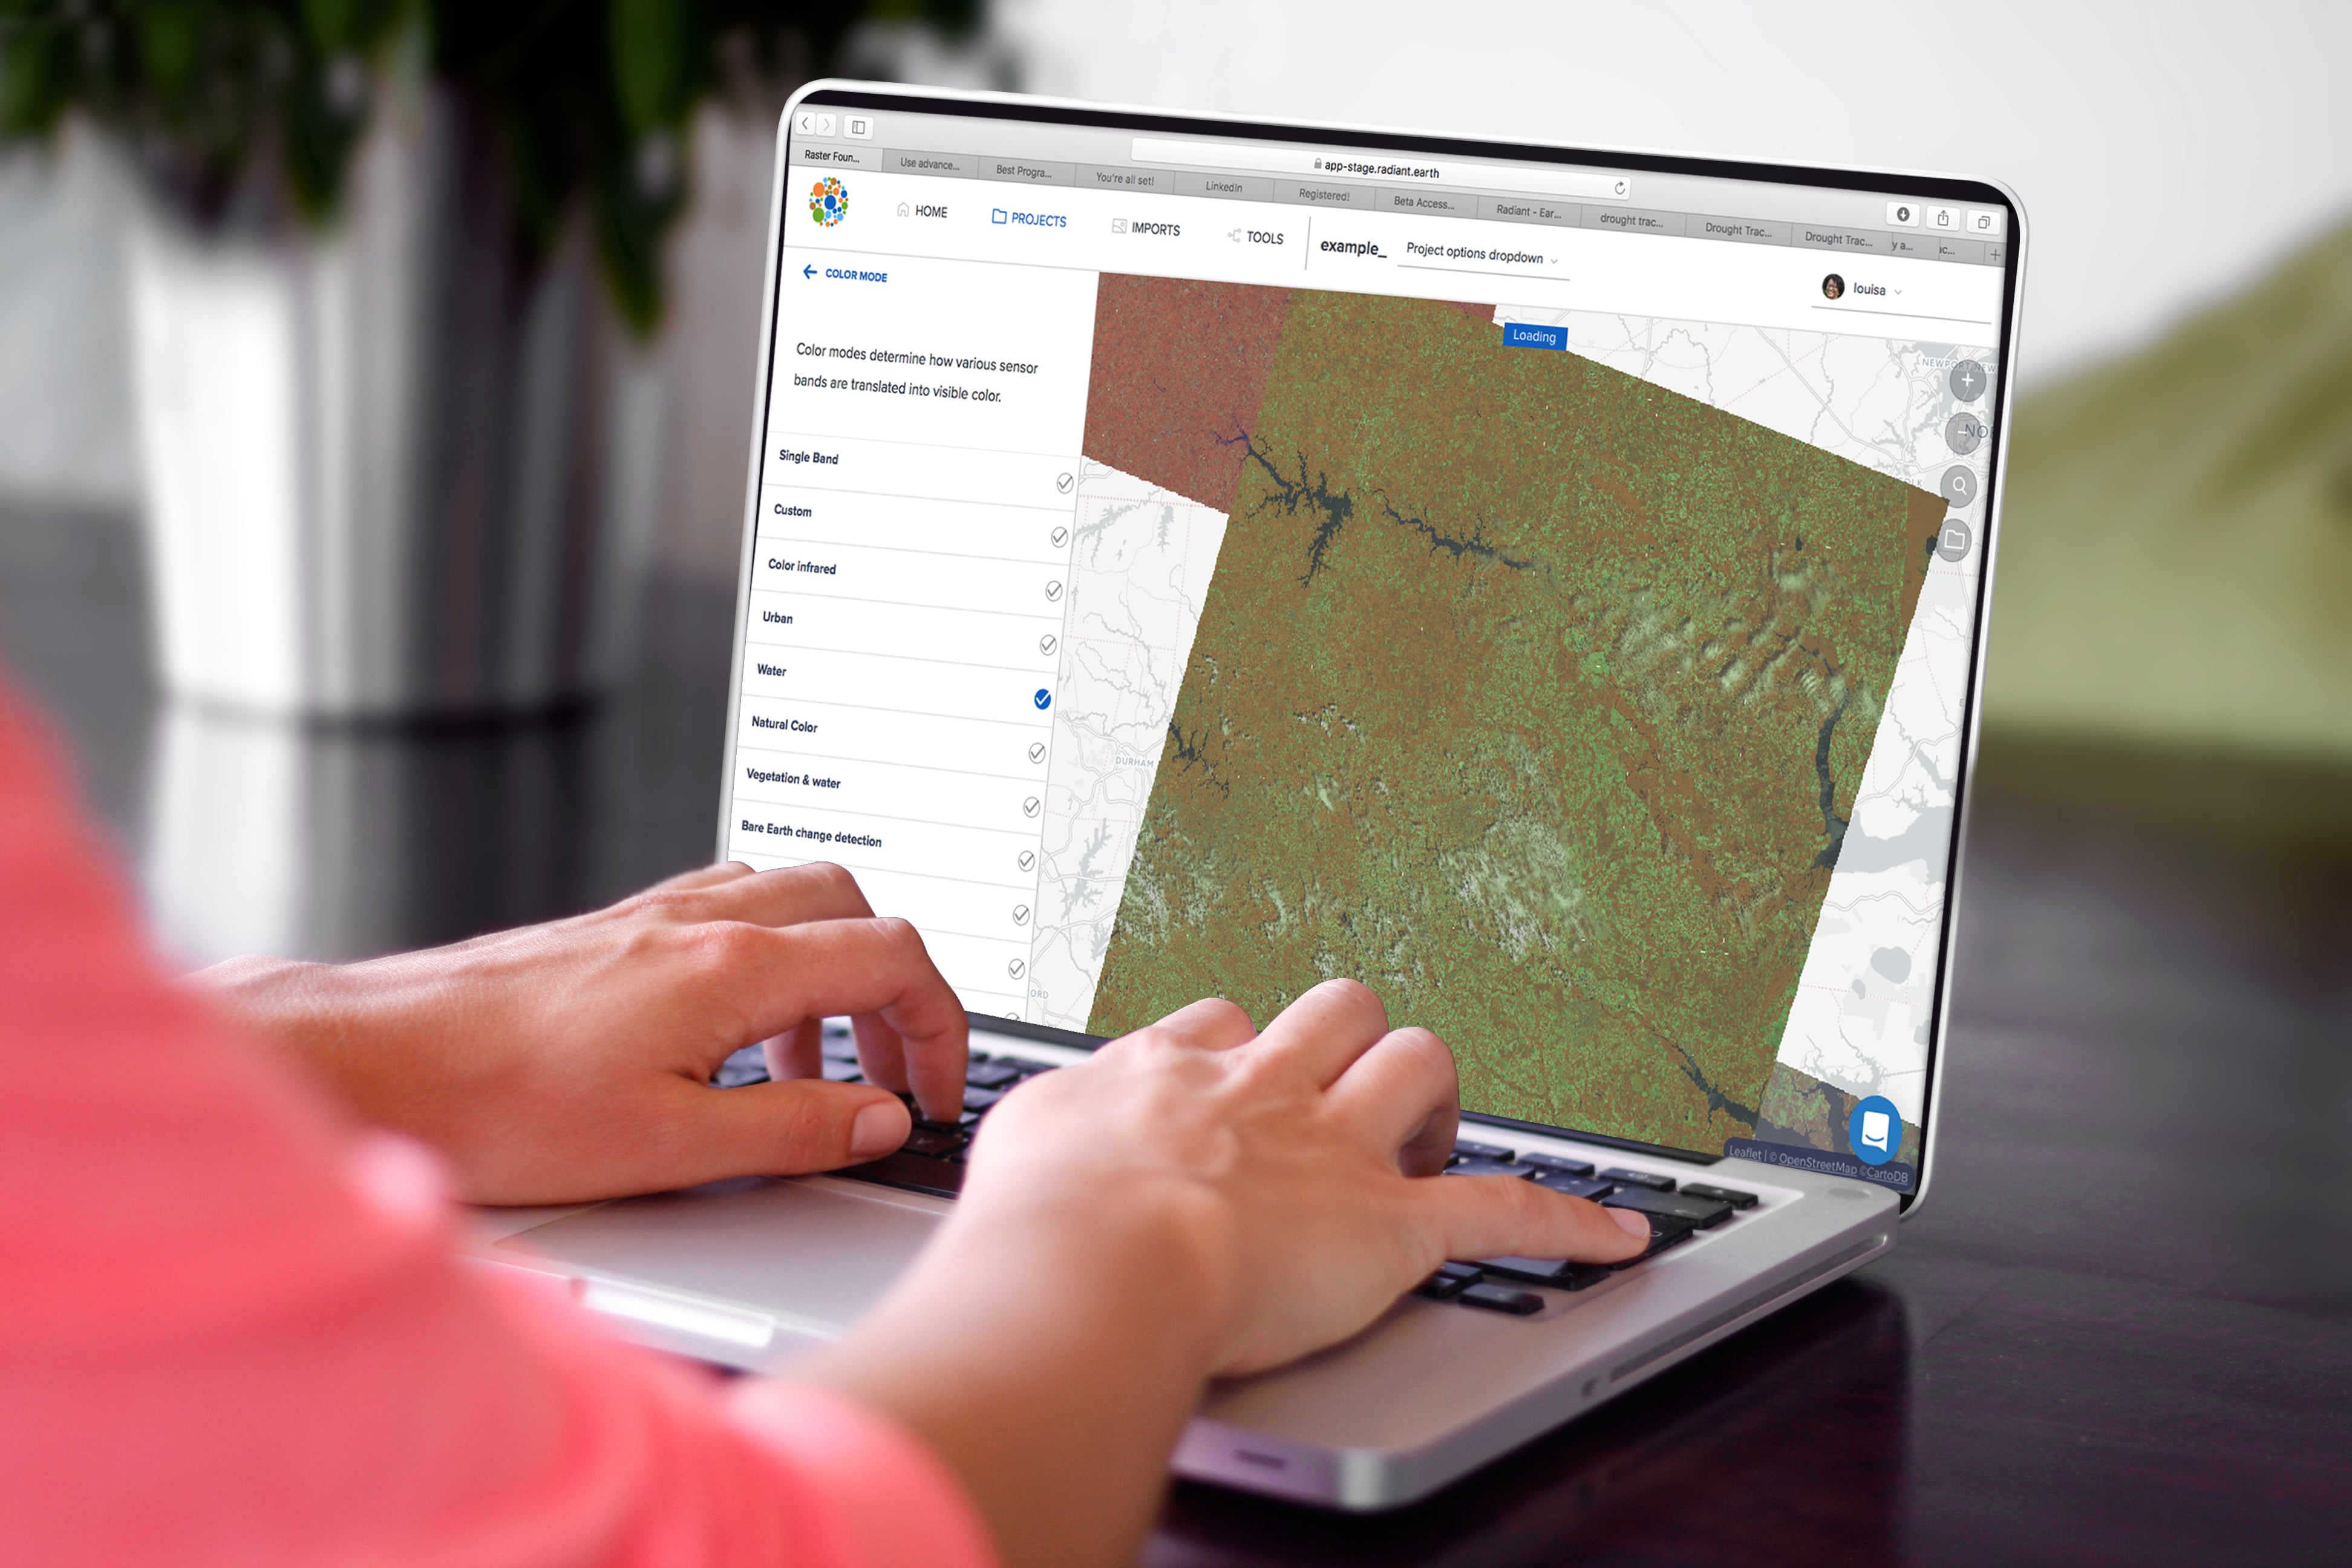 app-stage.radiant.earth
Raster Foun...
Use advance...
Best Progra...
You're all set!
LinkedIn
Registered!
Beta Access...
Radiant - Ear...
drought trac...
Drought Trac...
Drought Trac...
y a...
HOME
PROJECTS
IMPORTS
TOOLS
example_
Project options dropdown
louisa
COLOR MODE
Color modes determine how various sensor
bands are translated into visible color.
Single Band
Custom
Color infrared
Urban
Water
Natural Color
Vegetation & water
Bare Earth change detection
Loading
DURHAM
Leaflet | © OpenStreetMap ©CartoDB